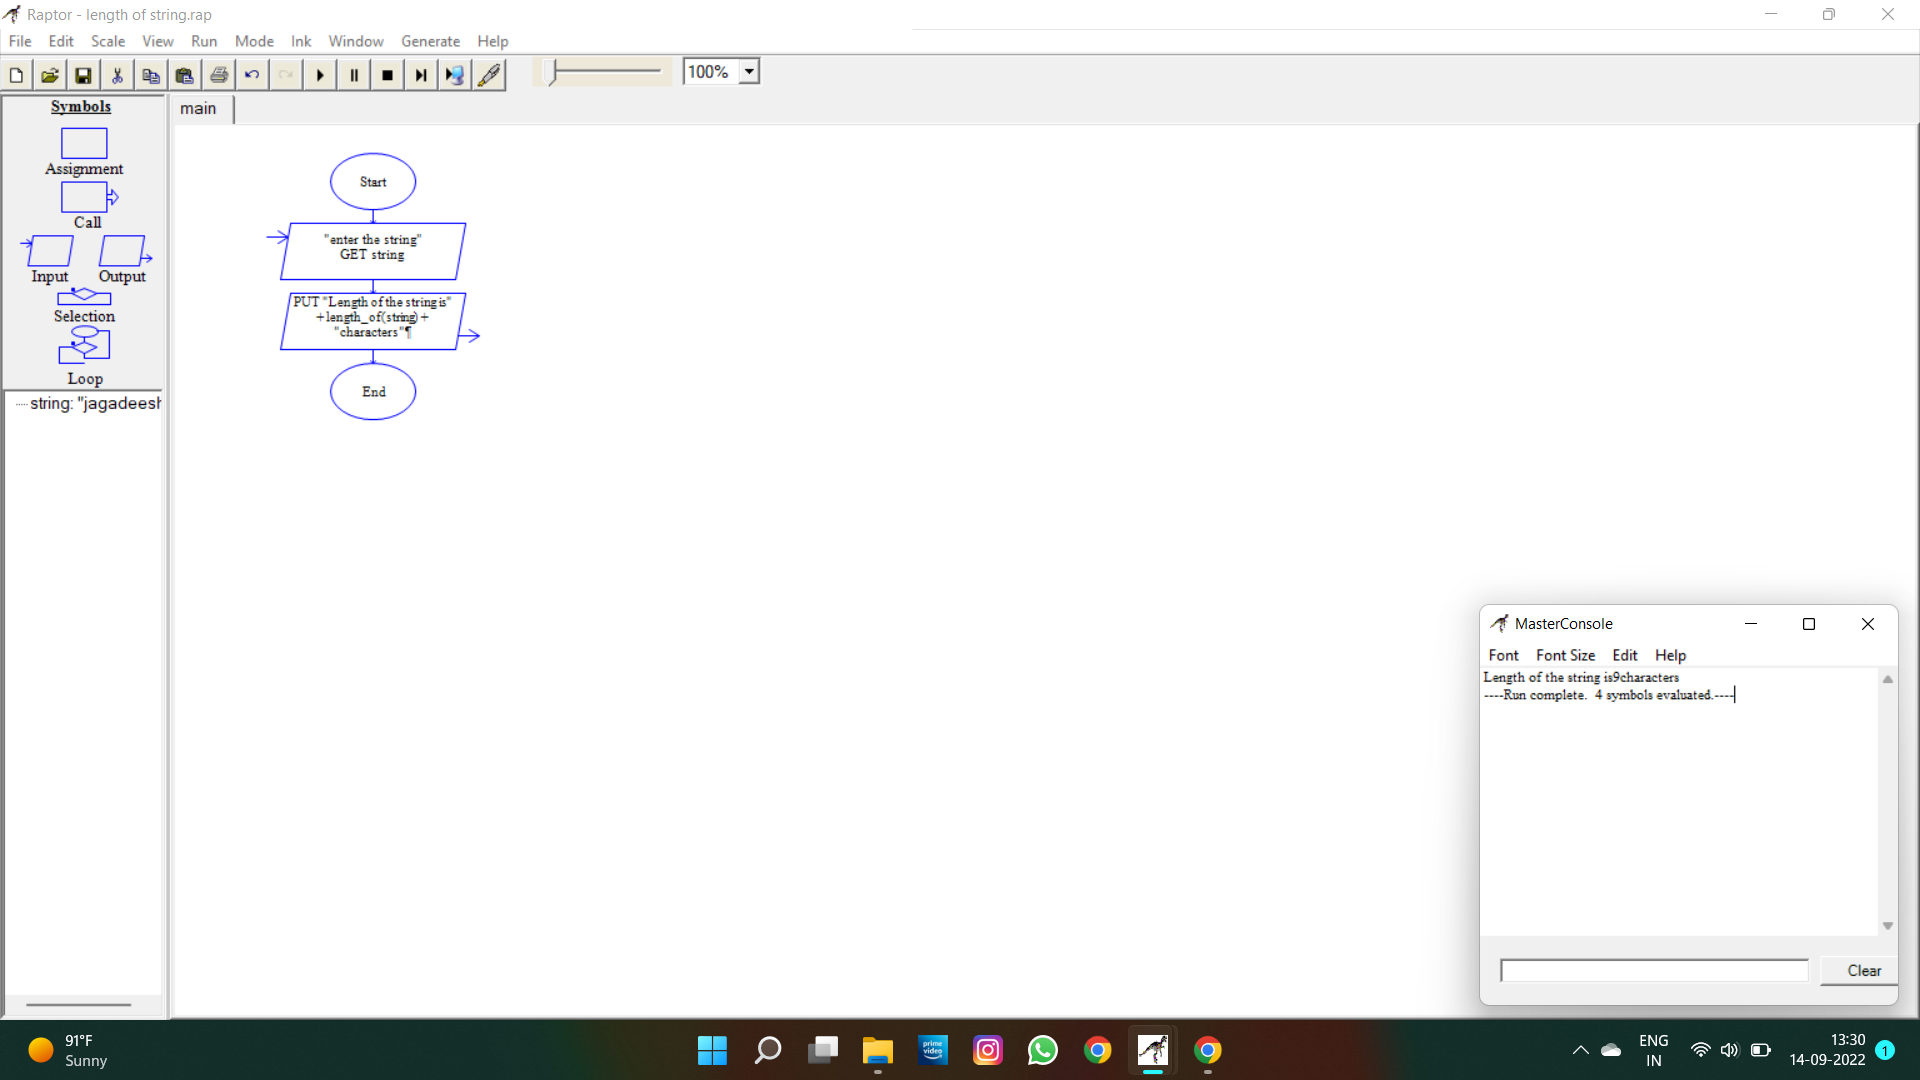 Raptor - length of string.rap
File Edit Scale View Run Mode Ink Window Generate Help
100%
Symbols
Assignment
Call
Input Output
Selection
Loop
string: "jagadeesh
main
Start
"enter the string"
GET string
PUT "Length of the string is"
+length_of(string) +
"characters"¶
End
MasterConsole
Font Font Size Edit Help
Length of the string is9characters
----Run complete.  4 symbols evaluated.----
Clear
91°F
Sunny
prime
video
ENG
IN
13:30
14-09-2022
1